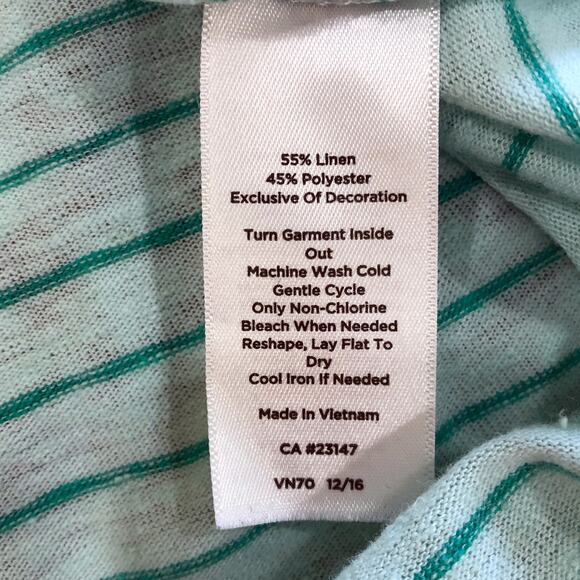 55% Linen
45% Polyester
Exclusive Of Decoration
Turn Garment Inside
Out
Machine Wash Cold
Gentle Cycle
Only Non-Chlorine
Bleach When Needed
Reshape, Lay Flat To
Dry
Cool Iron If Needed
Made In Vietnam
CA #23147
VN70 12/16